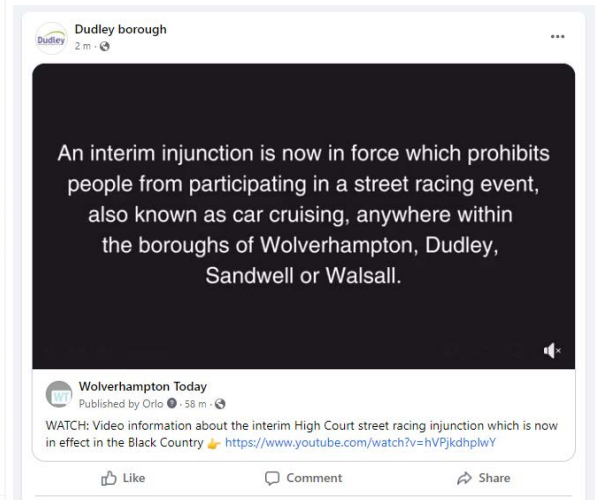 Dudley
Dudley borough
2 m ·
An interim injunction is now in force which prohibits
people from participating in a street racing event,
also known as car cruising, anywhere within
the boroughs of Wolverhampton, Dudley,
Sandwell or Walsall.
WT
Wolverhampton Today
Published by Orlo · 58 m ·
WATCH: Video information about the interim High Court street racing injunction which is now
in effect in the Black Country 👉 https://www.youtube.com/watch?v=hVPjkdhplwY
Like
Comment
Share